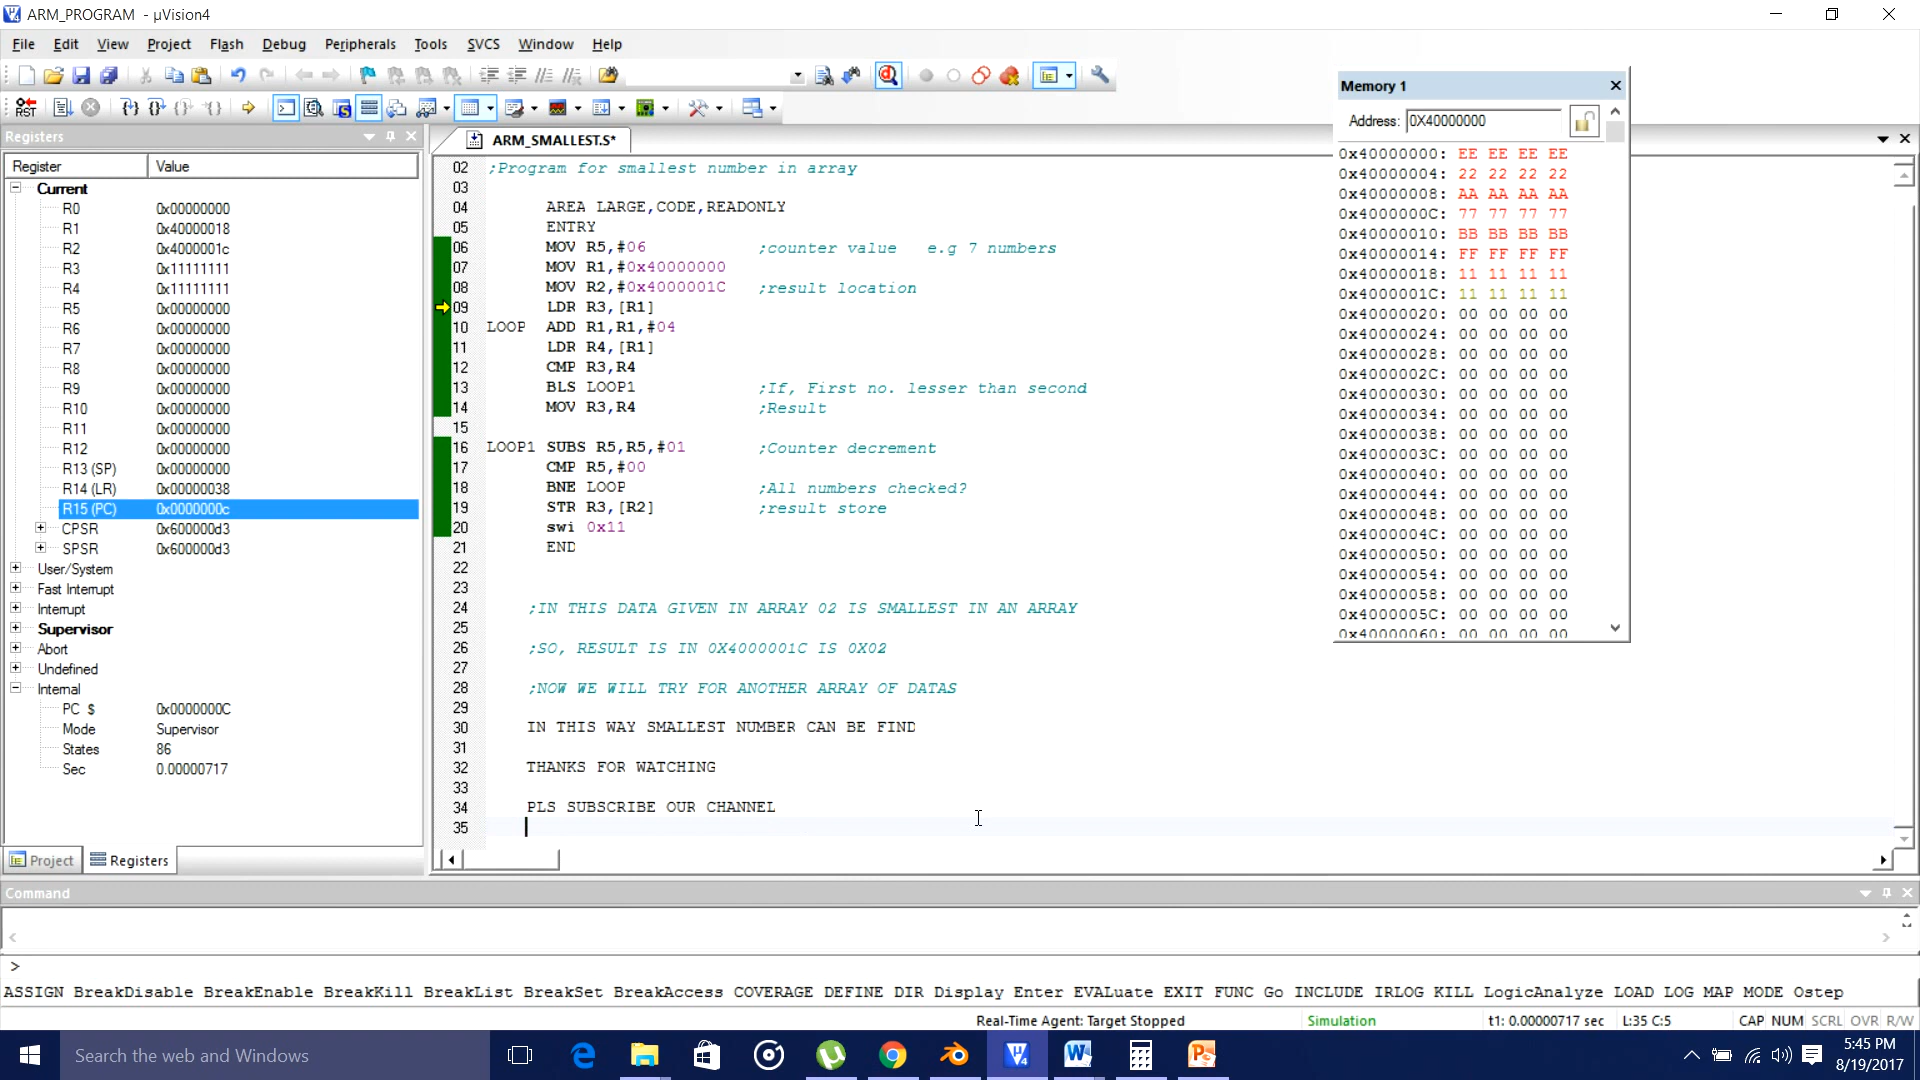 ARM_PROGRAM - µVision4
File Edit View Project Flash Debug Peripherals Tools SVCS Window Help
RST
Registers
Register Value
Current
R0 0x00000000
R1 0x40000018
R2 0x4000001c
R3 0x11111111
R4 0x11111111
R5 0x00000000
R6 0x00000000
R7 0x00000000
R8 0x00000000
R9 0x00000000
R10 0x00000000
R11 0x00000000
R12 0x00000000
R13 (SP) 0x00000000
R14 (LR) 0x00000038
R15 (PC) 0x0000000c
CPSR 0x600000d3
SPSR 0x600000d3
User/System
Fast Interrupt
Interrupt
Supervisor
Abort
Undefined
Internal
PC $ 0x0000000C
Mode Supervisor
States 86
Sec 0.00000717
Project Registers
ARM_SMALLEST.S*
02 ;Program for smallest number in array
03
04 AREA LARGE,CODE,READONLY
05 ENTRY
06 MOV R5,#06 ;counter value e.g 7 numbers
07 MOV R1,#0x40000000
08 MOV R2,#0x4000001C ;result location
09 LDR R3,[R1]
10 LOOP ADD R1,R1,#04
11 LDR R4,[R1]
12 CMP R3,R4
13 BLS LOOP1 ;If, First no. lesser than second
14 MOV R3,R4 ;Result
15
16 LOOP1 SUBS R5,R5,#01 ;Counter decrement
17 CMP R5,#00
18 BNE LOOP ;All numbers checked?
19 STR R3,[R2] ;result store
20 swi 0x11
21 END
22
23
24 ;IN THIS DATA GIVEN IN ARRAY 02 IS SMALLEST IN AN ARRAY
25
26 ;SO, RESULT IS IN 0X4000001C IS 0X02
27
28 ;NOW WE WILL TRY FOR ANOTHER ARRAY OF DATAS
29
30 IN THIS WAY SMALLEST NUMBER CAN BE FIND
31
32 THANKS FOR WATCHING
33
34 PLS SUBSCRIBE OUR CHANNEL
35
Memory 1
Address: 0X40000000
0x40000000: EE EE EE EE
0x40000004: 22 22 22 22
0x40000008: AA AA AA AA
0x4000000C: 77 77 77 77
0x40000010: BB BB BB BB
0x40000014: FF FF FF FF
0x40000018: 11 11 11 11
0x4000001C: 11 11 11 11
0x40000020: 00 00 00 00
0x40000024: 00 00 00 00
0x40000028: 00 00 00 00
0x4000002C: 00 00 00 00
0x40000030: 00 00 00 00
0x40000034: 00 00 00 00
0x40000038: 00 00 00 00
0x4000003C: 00 00 00 00
0x40000040: 00 00 00 00
0x40000044: 00 00 00 00
0x40000048: 00 00 00 00
0x4000004C: 00 00 00 00
0x40000050: 00 00 00 00
0x40000054: 00 00 00 00
0x40000058: 00 00 00 00
0x4000005C: 00 00 00 00
0x40000060: 00 00 00 00
Command
>
ASSIGN BreakDisable BreakEnable BreakKill BreakList BreakSet BreakAccess COVERAGE DEFINE DIR Display Enter EVALuate EXIT FUNC Go INCLUDE IRLOG KILL LogicAnalyze LOAD LOG MAP MODE Ostep
Real-Time Agent: Target Stopped Simulation t1: 0.00000717 sec L:35 C:5 CAP NUM SCRL OVR R/W
Search the web and Windows
5:45 PM
8/19/2017